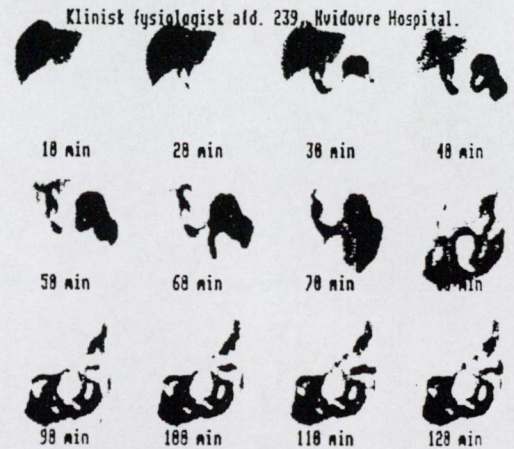 Klinisk fysiologisk afd. 239, Hvidovre Hospital.
10 min 20 min 30 min 40 min
50 min 60 min 70 min min
90 min 100 min 110 min 120 min